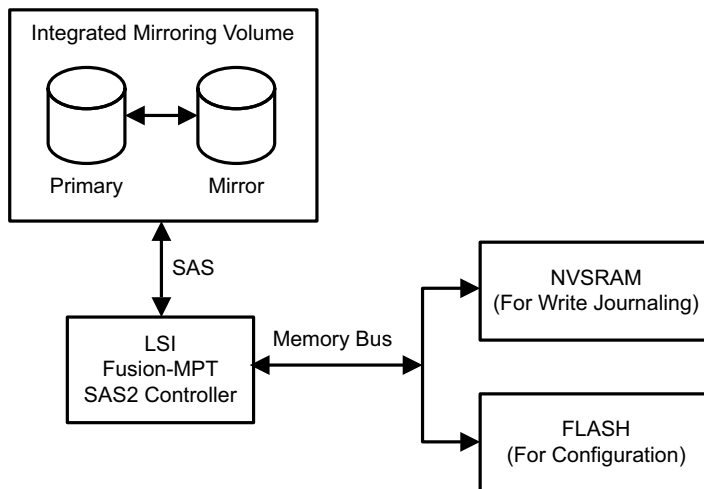 Integrated Mirroring Volume
Primary
Mirror
SAS
LSI
Fusion-MPT
SAS2 Controller
Memory Bus
NVSRAM
(For Write Journaling)
FLASH
(For Configuration)